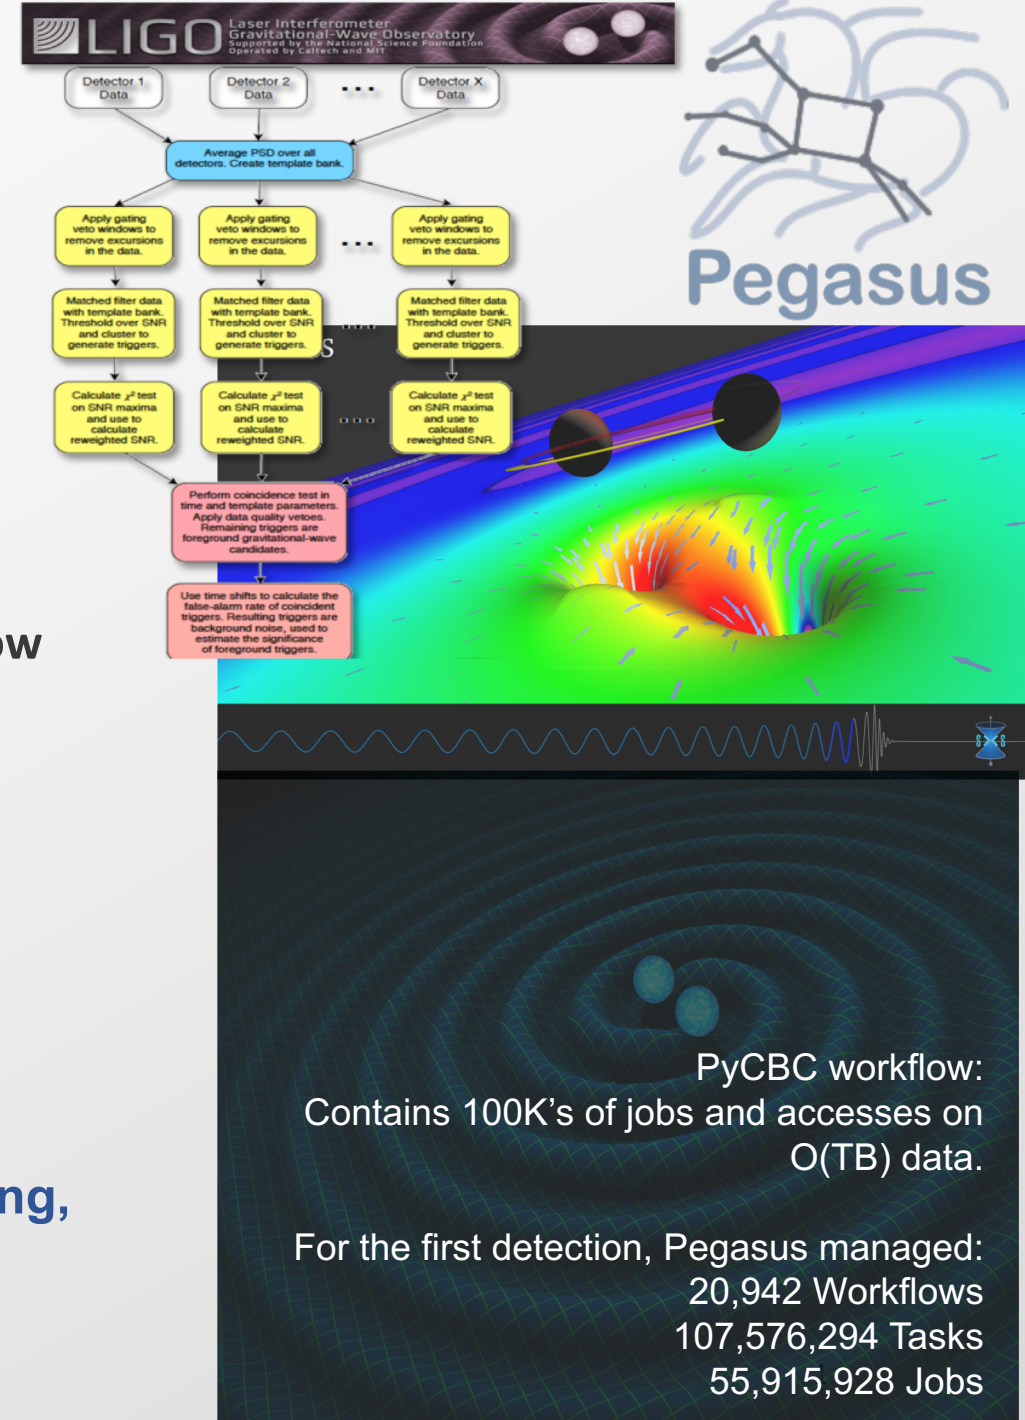 LIGO
Laser Interferometer
Gravitational-Wave Observatory
Supported by the National Science Foundation
Operated by Caltech and MIT
Detector 1
Data
Detector 2
Data
...
Detector X
Data
Average PSD over all
detectors. Create template bank.
Apply gating
veto windows to
remove excursions
in the data.
Apply gating
veto windows to
remove excursions
in the data.
...
Apply gating
veto windows to
remove excursions
in the data.
Matched filter data
with template bank.
Threshold over SNR
and cluster to
generate triggers.
Matched filter data
with template bank.
Threshold over SNR
and cluster to
generate triggers.
...
Matched filter data
with template bank.
Threshold over SNR
and cluster to
generate triggers.
s
Calculate χ² test
on SNR maxima
and use to
calculate
reweighted SNR.
Calculate χ² test
on SNR maxima
and use to
calculate
reweighted SNR.
...
Calculate χ² test
on SNR maxima
and use to
calculate
reweighted SNR.
Perform coincidence test in
time and template parameters.
Apply data quality vetoes.
Remaining triggers are
foreground gravitational-wave
candidates.
Use time shifts to calculate the
false-alarm rate of coincident
triggers. Resulting triggers are
background noise, used to
estimate the significance
of foreground triggers.
Pegasus
ow
ng,
PyCBC workflow:
Contains 100K’s of jobs and accesses on
O(TB) data.
For the first detection, Pegasus managed:
20,942 Workflows
107,576,294 Tasks
55,915,928 Jobs